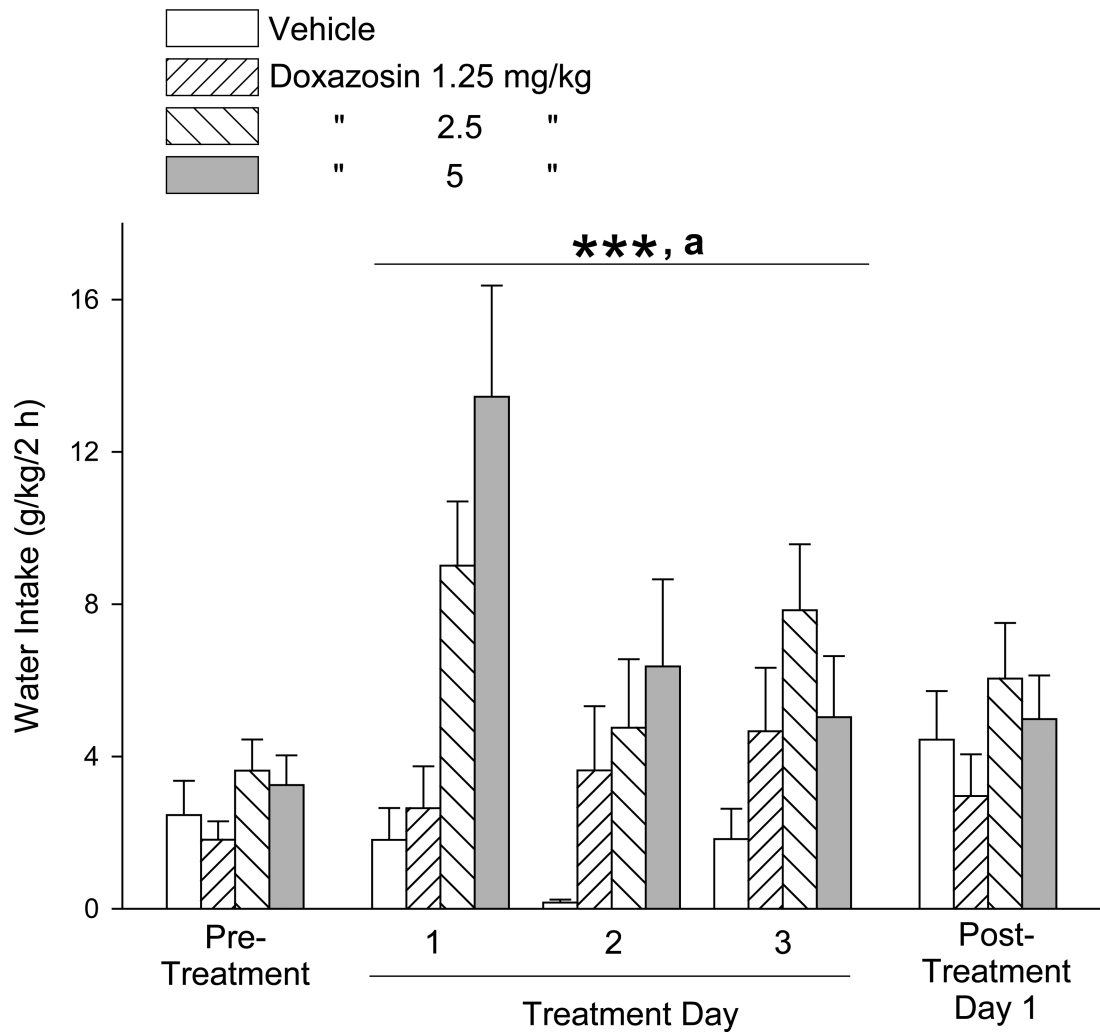 Vehicle
Doxazosin 1.25 mg/kg
" 2.5 "
" 5 "
***, a
16
12
8
4
0
Water Intake (g/kg/2 h)
Pre-
Treatment
1
2
3
Treatment Day
Post-
Treatment
Day 1